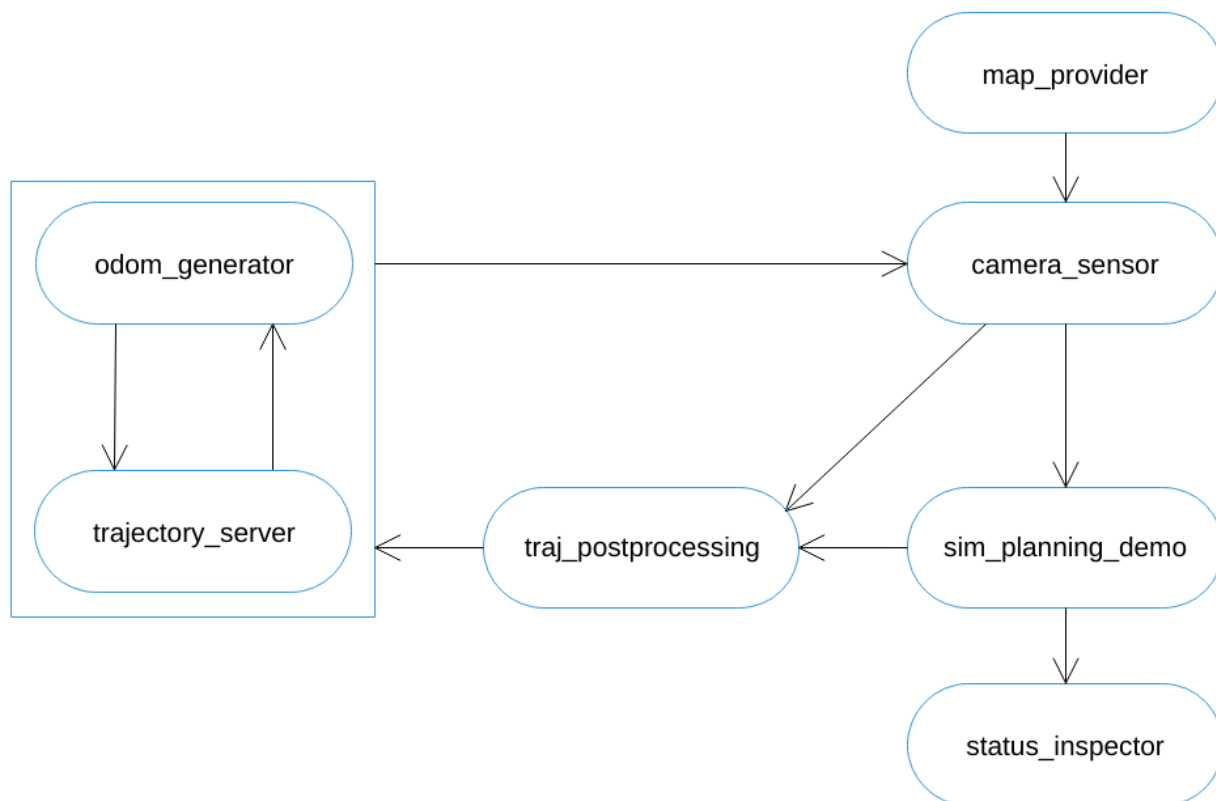 map_provider
odom_generator
camera_sensor
trajectory_server
traj_postprocessing
sim_planning_demo
status_inspector